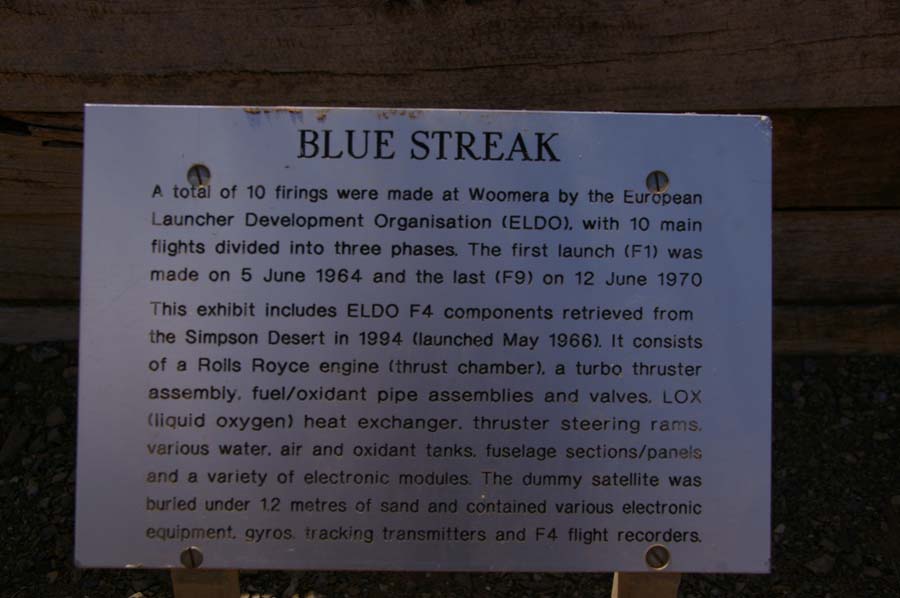 BLUE STREAK
A total of 10 firings were made at Woomera by the European
Launcher Development Organisation (ELDO), with 10 main
flights divided into three phases. The first launch (F1) was
made on 5 June 1964 and the last (F9) on 12 June 1970
This exhibit includes ELDO F4 components retrieved from
the Simpson Desert in 1994 (launched May 1966). It consists
of a Rolls Royce engine (thrust chamber), a turbo thruster
assembly, fuel/oxidant pipe assemblies and valves, LOX
(liquid oxygen) heat exchanger, thruster steering rams,
various water, air and oxidant tanks, fuselage sections/panels
and a variety of electronic modules. The dummy satellite was
buried under 1.2 metres of sand and contained various electronic
equipment, gyros, tracking transmitters and F4 flight recorders.